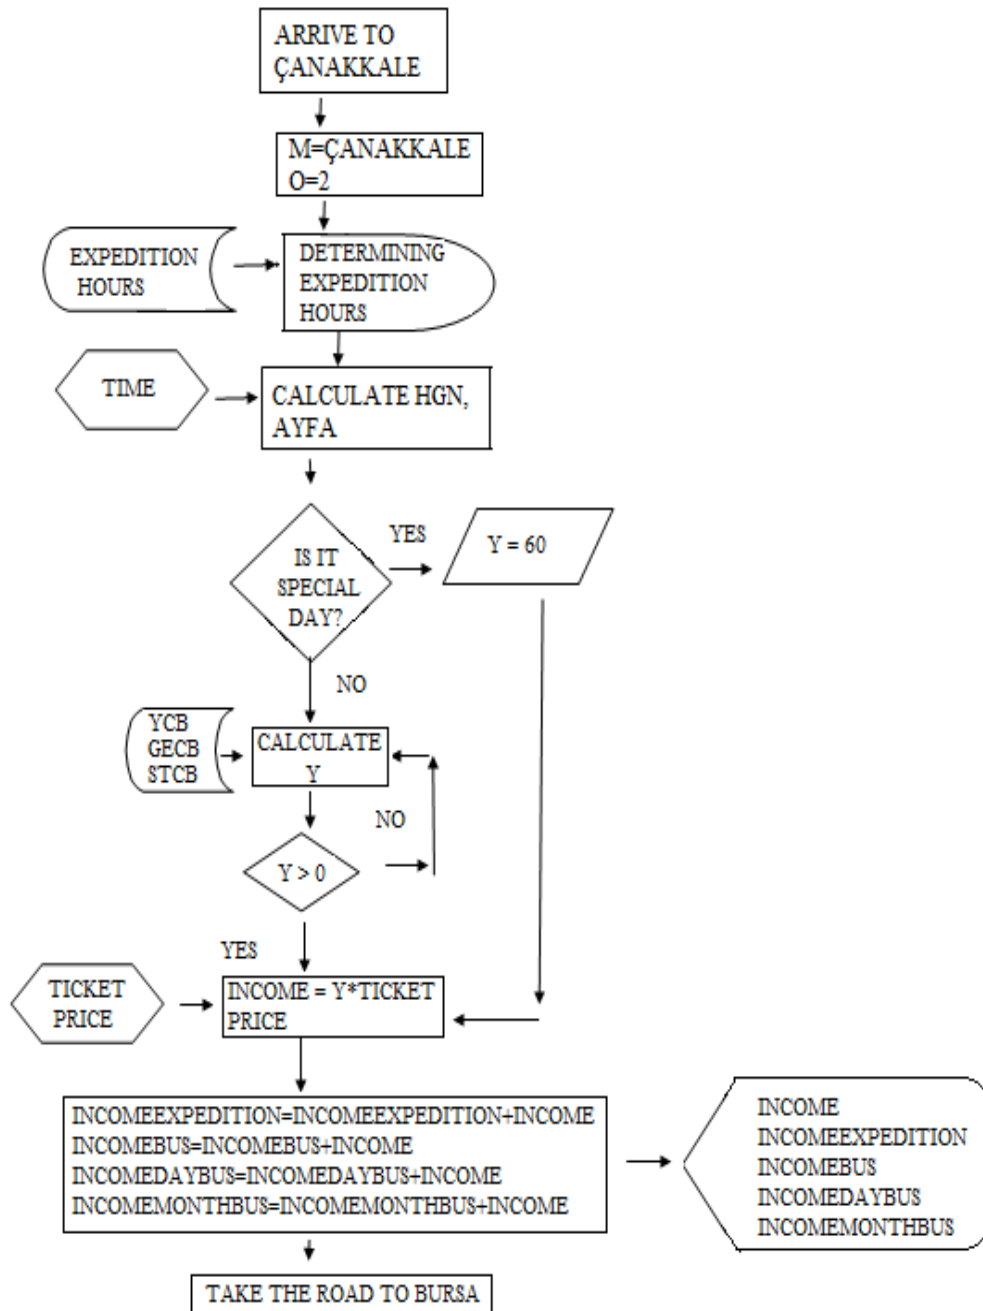 ARRIVE TO
ÇANAKKALE
M=ÇANAKKALE
O=2
EXPEDITION
HOURS
DETERMINING
EXPEDITION
HOURS
TIME
CALCULATE HGN,
AYFA
IS IT
SPECIAL
DAY?
YES
Y = 60
NO
YCB
GECB
STCB
CALCULATE
Y
NO
Y > 0
YES
TICKET
PRICE
INCOME = Y*TICKET
PRICE
INCOMEEXPEDITION=INCOMEEXPEDITION+INCOME
INCOMEBUS=INCOMEBUS+INCOME
INCOMEDAYBUS=INCOMEDAYBUS+INCOME
INCOMEMONTHBUS=INCOMEMONTHBUS+INCOME
INCOME
INCOMEEXPEDITION
INCOMEBUS
INCOMEDAYBUS
INCOMEMONTHBUS
TAKE THE ROAD TO BURSA